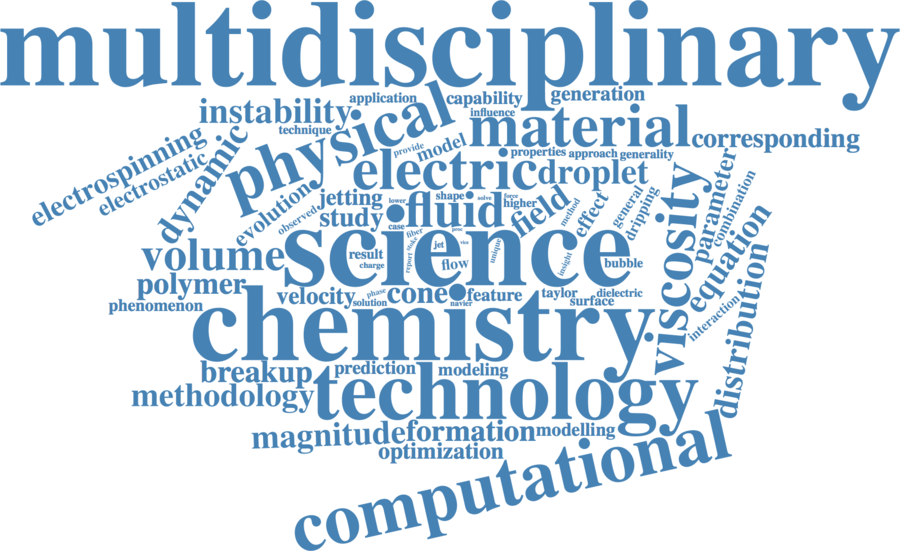 multidisciplinary
application
capability
generation
instability
influence
technique
physical
material
corresponding
electrospinning
electrostatic
dynamic
provide
model
properties
approach
generality
electric
droplet
evolution
observed
jetting
study
lower
case
shape
solve
force
higher
fluid
field
method
effect
general
dripping
parameter
combination
viscosity
equation
volume
science
result
charge
report
stoke
fiber
jet
flow
unique
insight
bubble
polymer
phenomenon
velocity
phase
solution
cone
navier
feature
taylor
dielectric
surface
interaction
distribution
chemistry
breakup
prediction
modeling
methodology
technology
magnitude
formation
modelling
optimization
computational